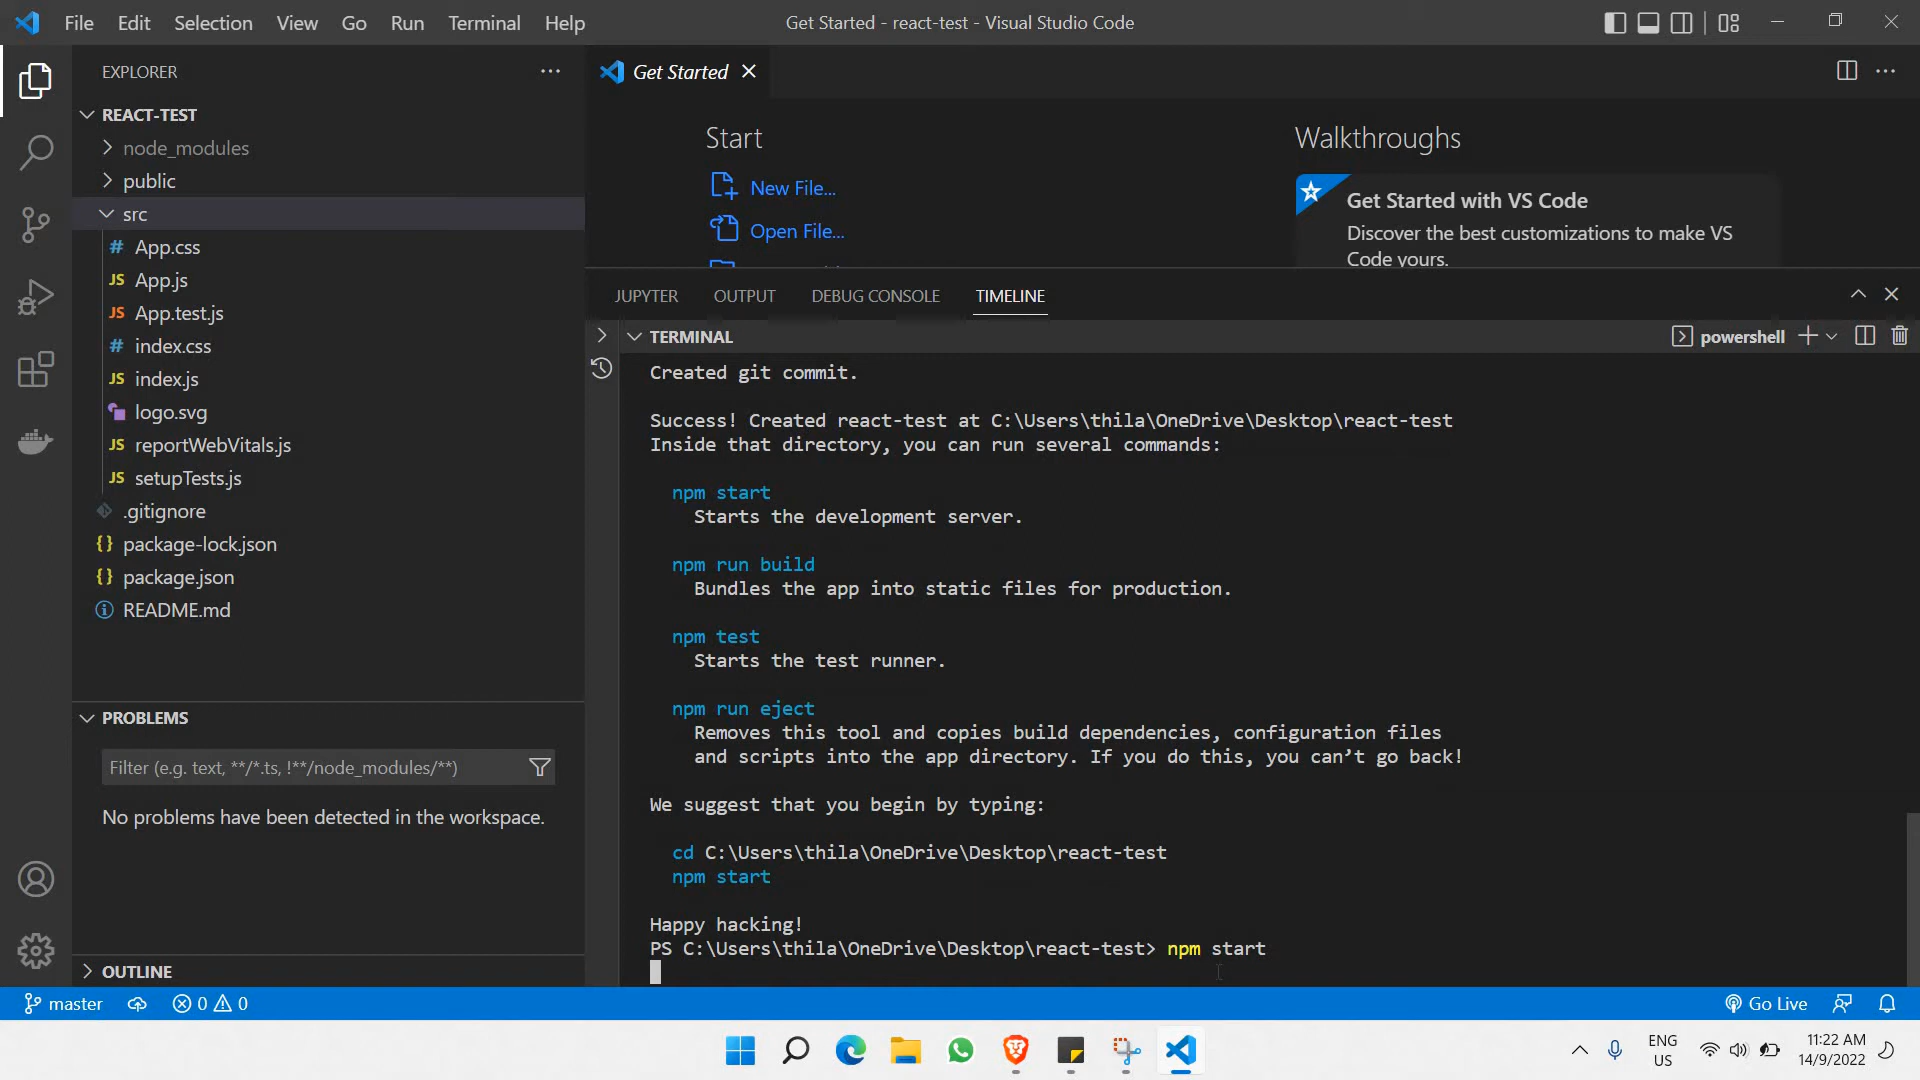 File Edit Selection View Go Run Terminal Help
Get Started - react-test - Visual Studio Code
EXPLORER
REACT-TEST
node_modules
public
src
# App.css
JS App.js
JS App.test.js
# index.css
JS index.js
logo.svg
JS reportWebVitals.js
JS setupTests.js
.gitignore
{} package-lock.json
{} package.json
README.md
PROBLEMS
Filter (e.g. text, **/*.ts, !**/node_modules/**)
No problems have been detected in the workspace.
OUTLINE
Get Started
Start
New File...
Open File...
Walkthroughs
Get Started with VS Code
Discover the best customizations to make VS
Code yours.
JUPYTER OUTPUT DEBUG CONSOLE TIMELINE
TERMINAL
powershell
Created git commit.
Success! Created react-test at C:\Users\thila\OneDrive\Desktop\react-test
Inside that directory, you can run several commands:
npm start
Starts the development server.
npm run build
Bundles the app into static files for production.
npm test
Starts the test runner.
npm run eject
Removes this tool and copies build dependencies, configuration files
and scripts into the app directory. If you do this, you can’t go back!
We suggest that you begin by typing:
cd C:\Users\thila\OneDrive\Desktop\react-test
npm start
Happy hacking!
PS C:\Users\thila\OneDrive\Desktop\react-test> npm start
master 0 0
Go Live
ENG
US
11:22 AM
14/9/2022